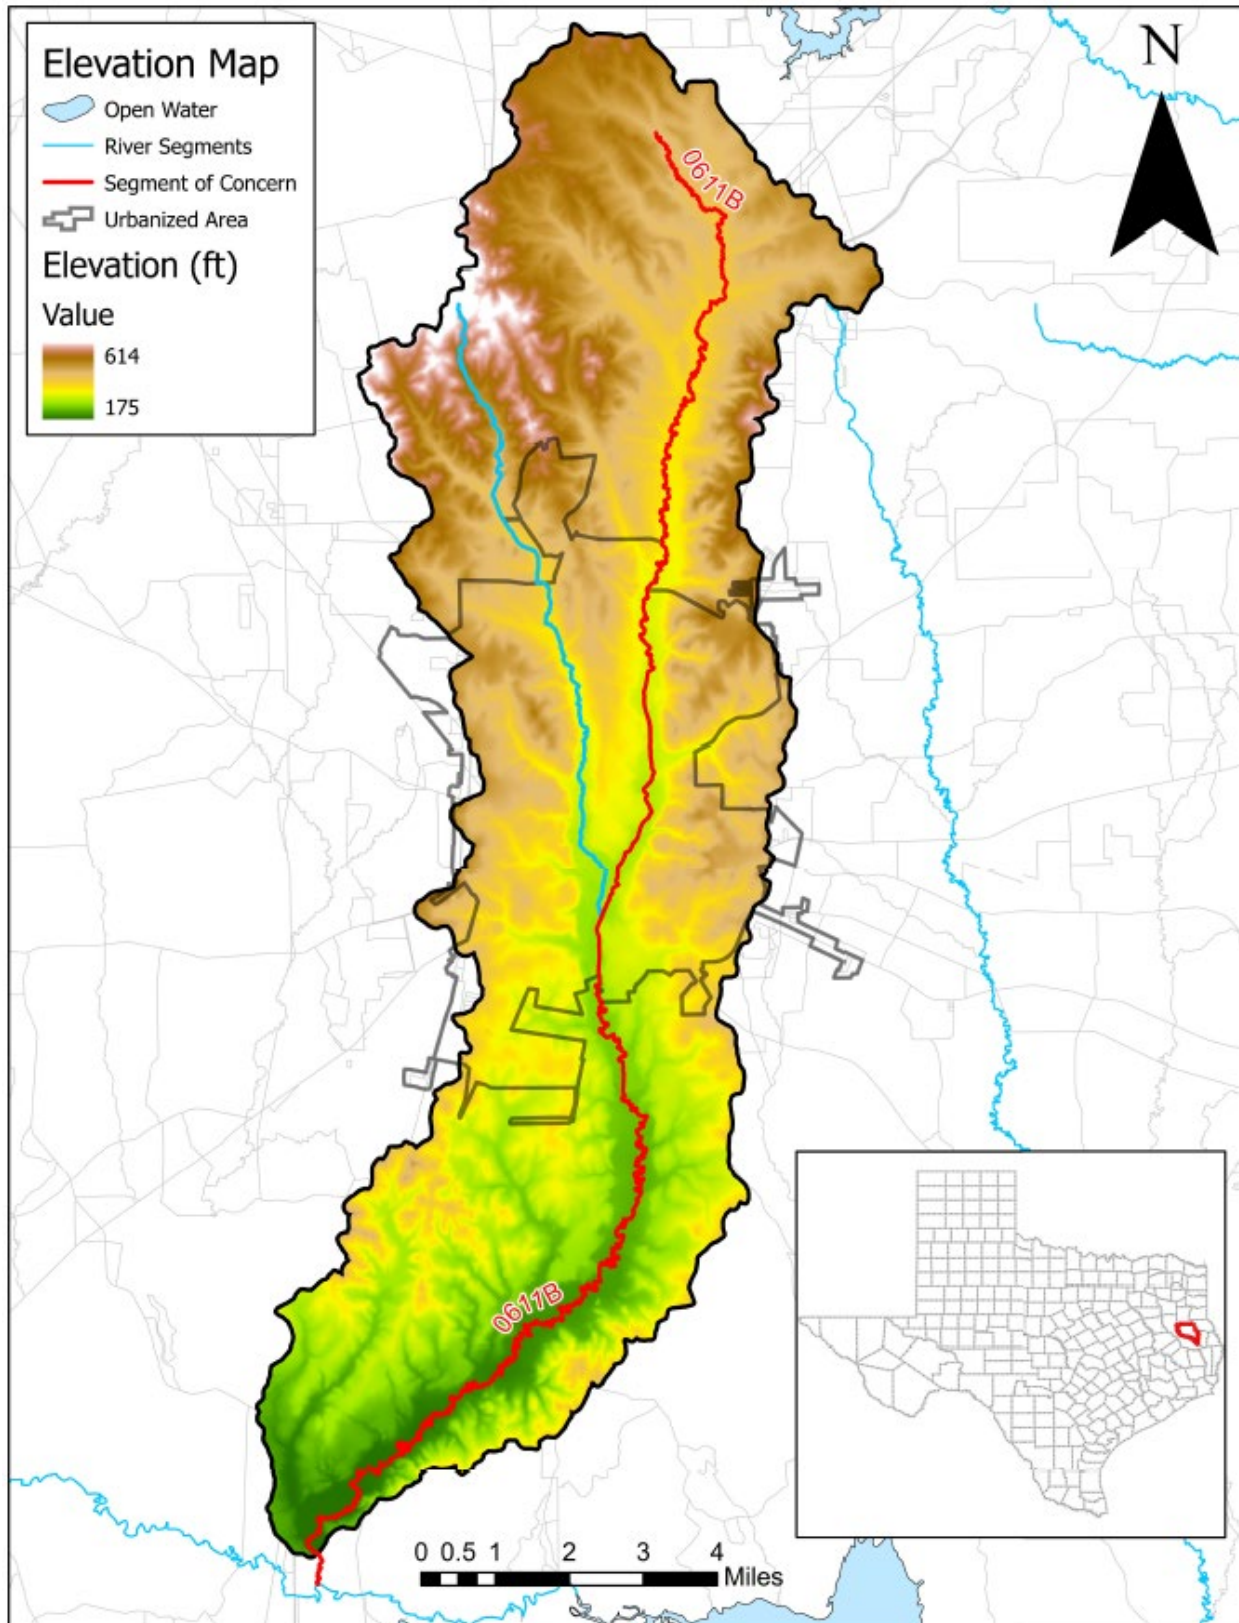 Elevation Map
Open Water
River Segments
Segment of Concern
Urbanized Area
Elevation (ft)
Value
614
175
N
0611B
0611B
0 0.5 1 2 3 4
Miles